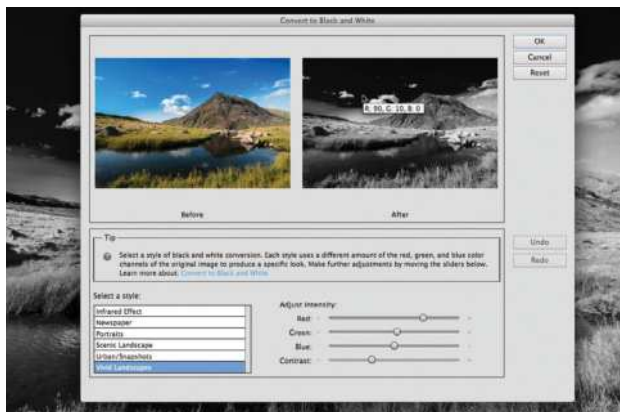 Convert to Black and White
OK
Cancel
Reset
R: 90, G: 10, B: 0
Before
After
Tip
Select a style of black and white conversion. Each style uses a different amount of the red, green, and blue color
channels of the original image to produce a specific look. Make further adjustments by moving the sliders below.
Learn more about: Convert to Black and White
Undo
Redo
Select a style:
Infrared Effect
Newspaper
Portraits
Scenic Landscape
Urban/Snapshots
Vivid Landscapes
Adjust Intensity:
Red:
Green:
Blue:
Contrast: